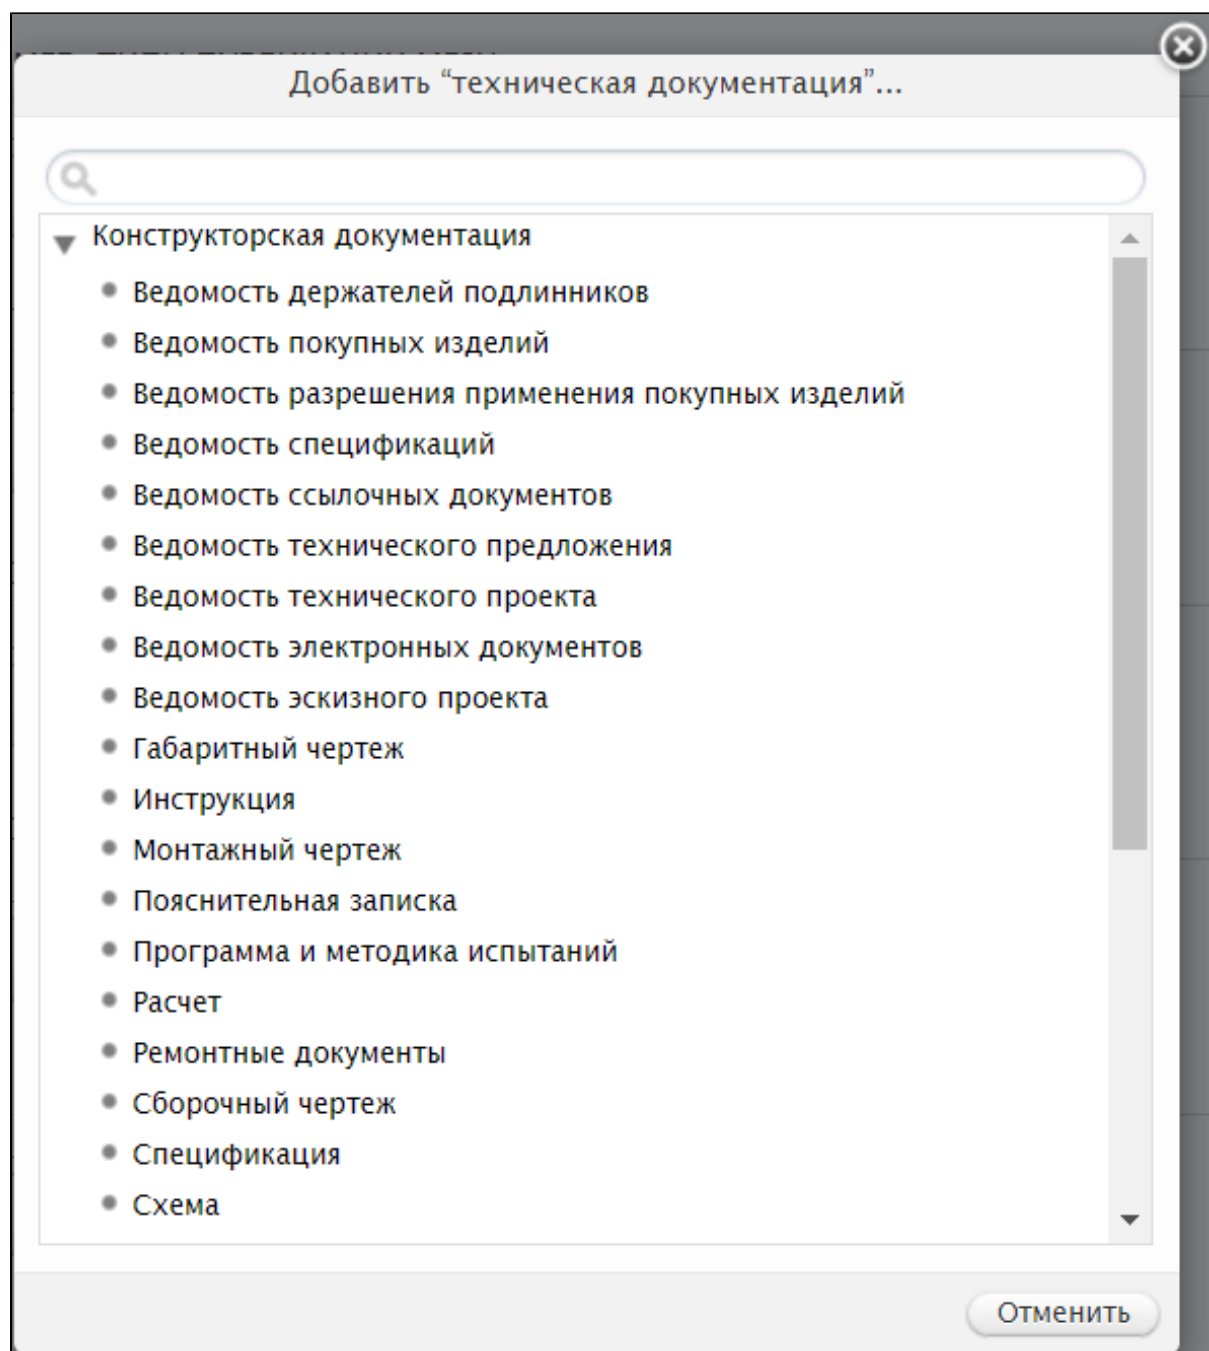 Добавить “техническая документация”...
Конструкторская документация
Ведомость держателей подлинников
Ведомость покупных изделий
Ведомость разрешения применения покупных изделий
Ведомость спецификаций
Ведомость ссылочных документов
Ведомость технического предложения
Ведомость технического проекта
Ведомость электронных документов
Ведомость эскизного проекта
Габаритный чертеж
Инструкция
Монтажный чертеж
Пояснительная записка
Программа и методика испытаний
Расчет
Ремонтные документы
Сборочный чертеж
Спецификация
Схема
Отменить